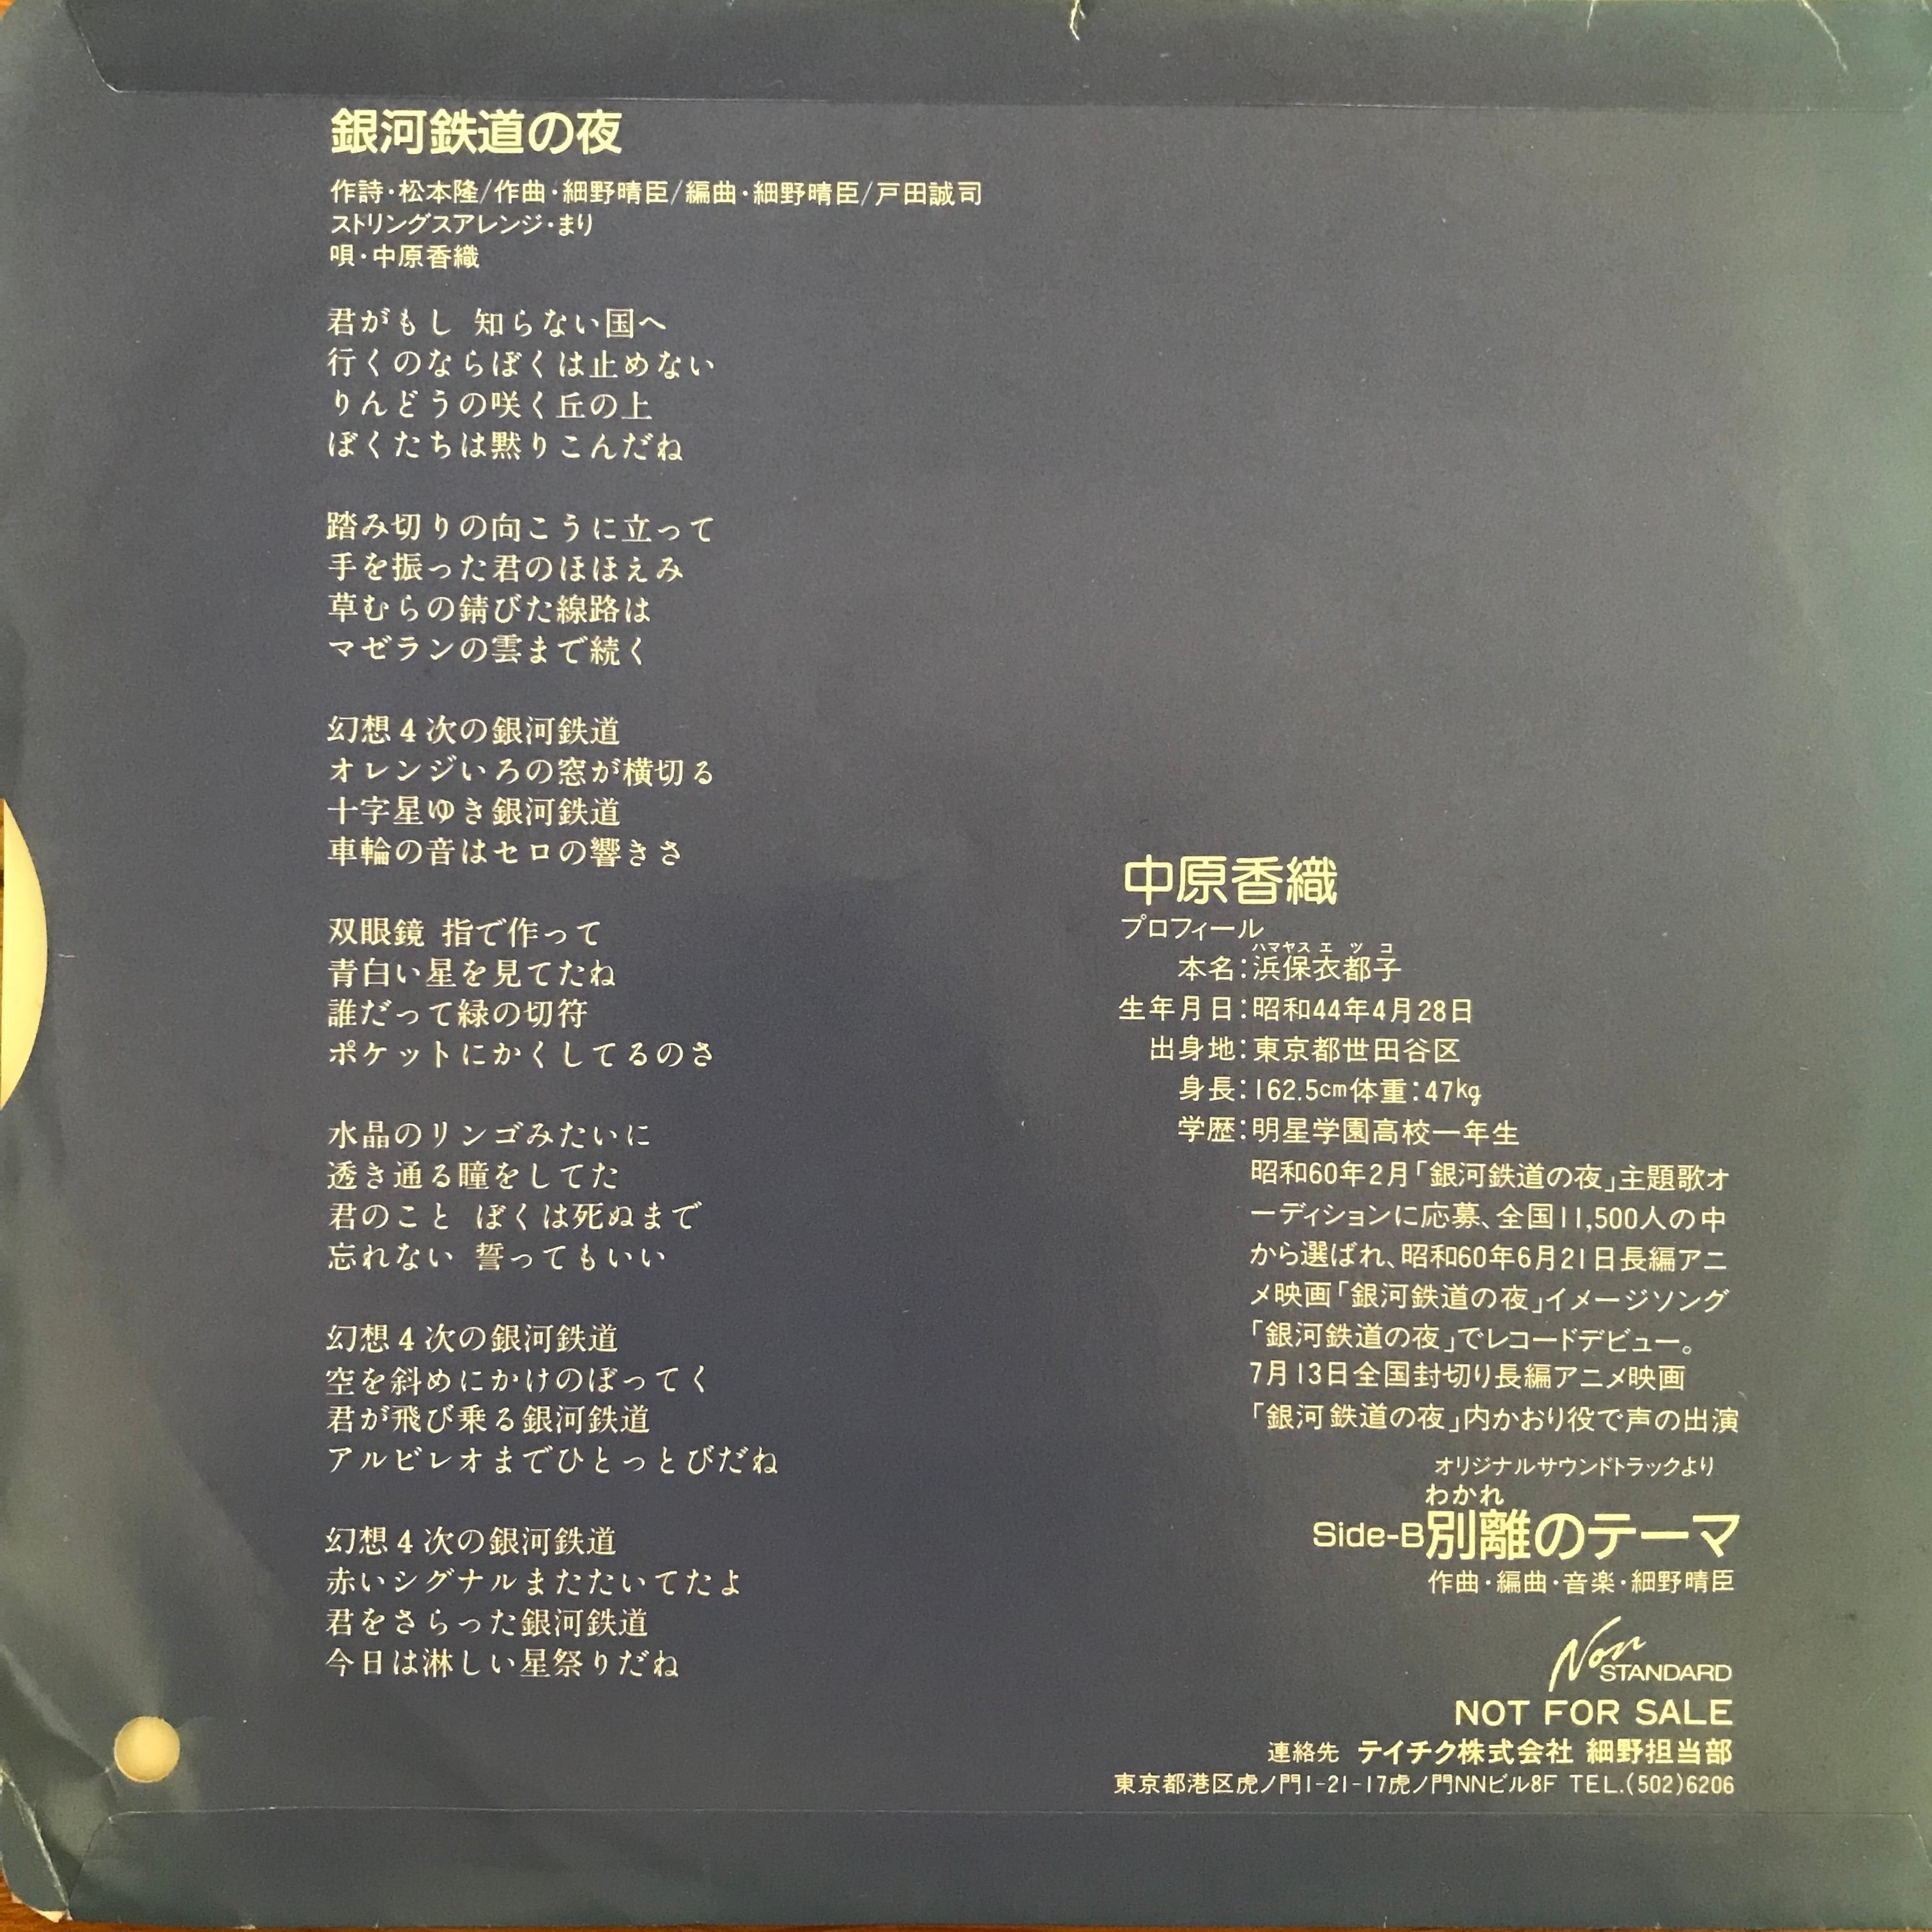 銀河鉄道の夜
作詩・松本隆/作曲・細野晴臣/編曲・細野晴臣/戸田誠司
ストリングスアレンジ・まり
唄・中原香織
君がもし 知らない国へ
行くのならぼくは止めない
りんどうの咲く丘の上
ぼくたちは黙りこんだね
踏み切りの向こうに立って
手を振った君のほほえみ
草むらの錆びた線路は
マゼランの雲まで続く
幻想4次の銀河鉄道
オレンジいろの窓が横切る
十字星ゆき銀河鉄道
車輪の音はセロの響きさ
双眼鏡 指で作って
青白い星を見てたね
誰だって緑の切符
ポケットにかくしてるのさ
水晶のリンゴみたいに
透き通る瞳をしてた
君のこと ぼくは死ぬまで
忘れない 誓ってもいい
幻想4次の銀河鉄道
空を斜めにかけのぼってく
君が飛び乗る銀河鉄道
アルビレオまでひとっとびだね
幻想4次の銀河鉄道
赤いシグナルまたたいてたよ
君をさらった銀河鉄道
今日は淋しい星祭りだね
中原香織
プロフィール
ハマヤス エ ツ コ
本名:浜保衣都子
生年月日:昭和44年4月28日
出身地:東京都世田谷区
身長:162.5cm体重:47kg
学歴:明星学園高校一年生
昭和60年2月「銀河鉄道の夜」主題歌オ
ーディションに応募、全国11,500人の中
から選ばれ、昭和60年6月21日長編アニ
メ映画「銀河鉄道の夜」イメージソング
「銀河鉄道の夜」でレコードデビュー。
7月13日全国封切り長編アニメ映画
「銀河鉄道の夜」内かおり役で声の出演
オリジナルサウンドトラックより
わかれ
Side-B別離のテーマ
作曲・編曲・音楽・細野晴臣
Non
STANDARD
NOT FOR SALE
連絡先 テイチク株式会社 細野担当部
東京都港区虎ノ門1-21-17虎ノ門NNビル8F TEL.(502)6206